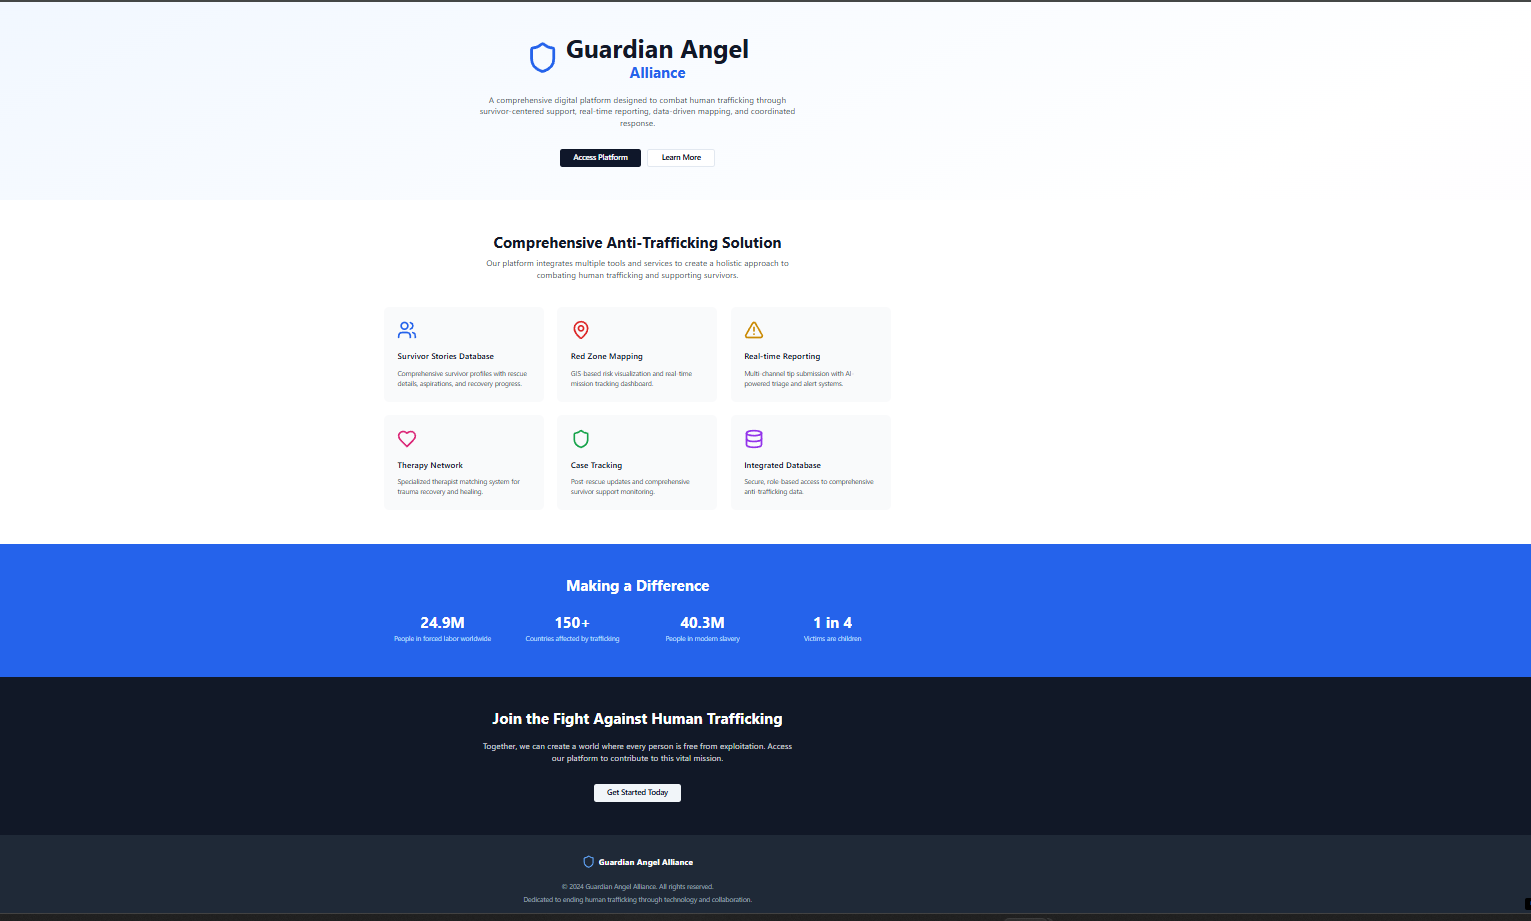 Guardian Angel
Alliance
A comprehensive digital platform designed to combat human trafficking through
survivor-centered support, real-time reporting, data-driven mapping, and coordinated
response.
Access Platform
Learn More
Comprehensive Anti-Trafficking Solution
Our platform integrates multiple tools and services to create a holistic approach to
combating human trafficking and supporting survivors.
Survivor Stories Database
Comprehensive survivor profiles with rescue
details, aspirations, and recovery progress.
Red Zone Mapping
GIS-based risk visualization and real-time
mission tracking dashboard.
Real-time Reporting
Multi-channel tip submission with AI
powered triage and alert systems.
Therapy Network
Specialized therapist matching system for
trauma recovery and healing.
Case Tracking
Post-rescue updates and comprehensive
survivor support monitoring.
Integrated Database
Secure, role-based access to comprehensive
anti-trafficking data.
Making a Difference
24.9M
People in forced labor worldwide
150+
Countries affected by trafficking
40.3M
People in modern slavery
1 in 4
Victims are children
Join the Fight Against Human Trafficking
Together, we can create a world where every person is free from exploitation. Access
our platform to contribute to this vital mission.
Get Started Today
Guardian Angel Alliance
© 2024 Guardian Angel Alliance. All rights reserved.
Dedicated to ending human trafficking through technology and collaboration.